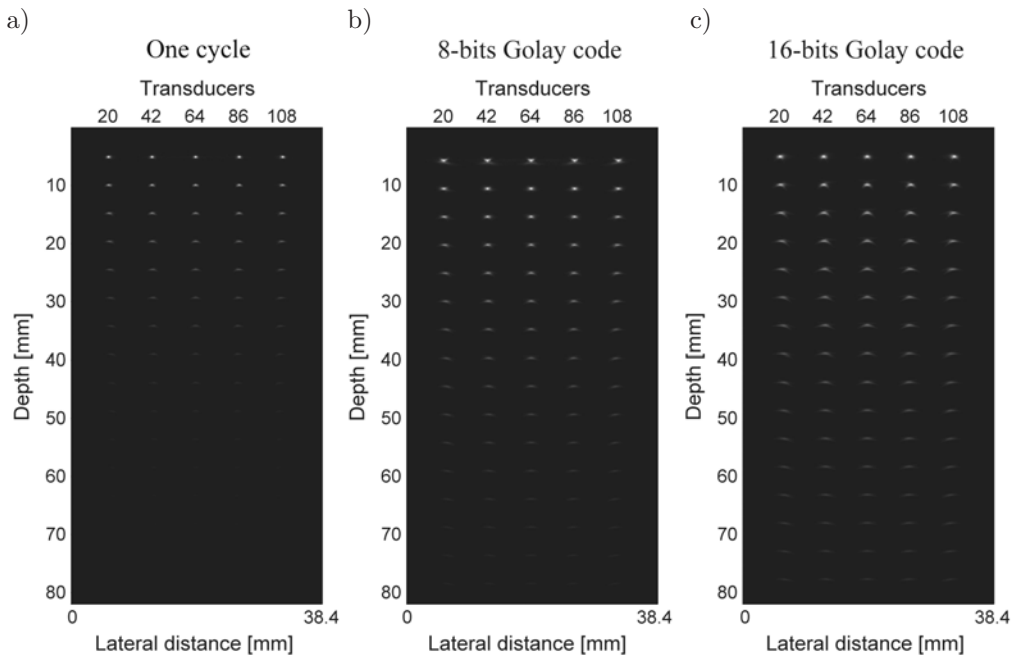 a)
One cycle
Transducers
20 42 64 86 108
Depth [mm]
10
20
30
40
50
60
70
80
0 38.4
Lateral distance [mm]
b)
8-bits Golay code
Transducers
20 42 64 86 108
Depth [mm]
10
20
30
40
50
60
70
80
0 38.4
Lateral distance [mm]
c)
16-bits Golay code
Transducers
20 42 64 86 108
Depth [mm]
10
20
30
40
50
60
70
80
0 38.4
Lateral distance [mm]